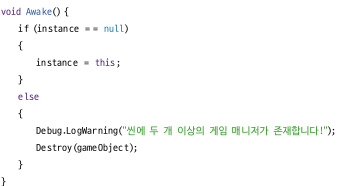 void Awake() {
if (instance == null)
{
instance = this;
}
else
{
Debug.LogWarning("씬에 두 개 이상의 게임 매니저가 존재합니다!");
Destroy(gameObject);
}
}